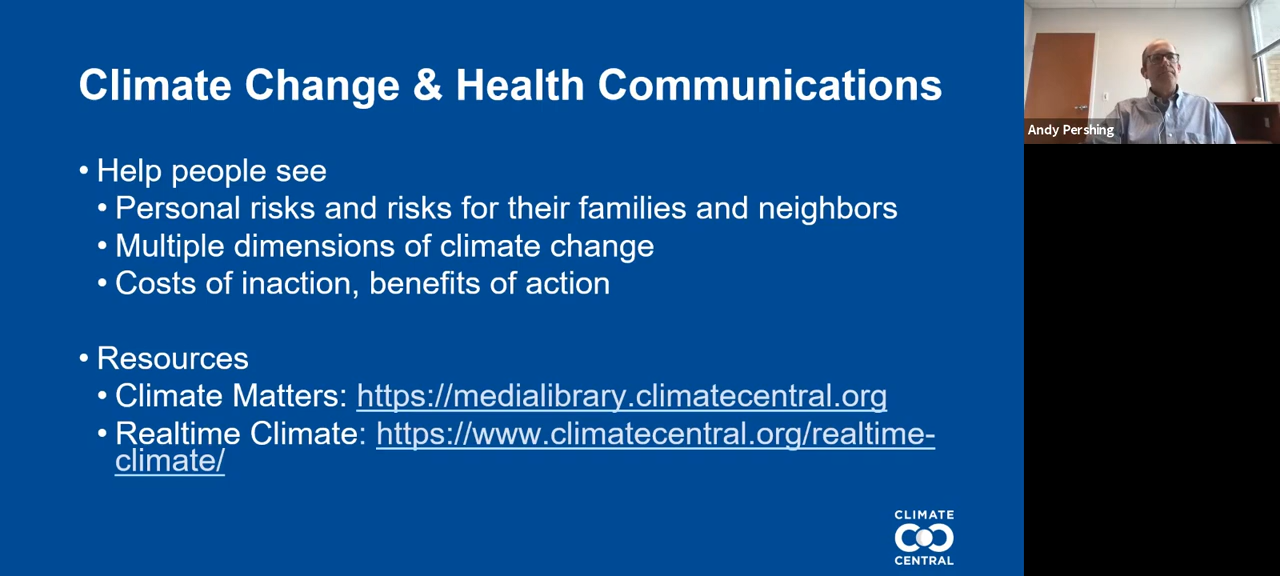 Climate Change & Health Communications
• Help people see
• Personal risks and risks for their families and neighbors
• Multiple dimensions of climate change
• Costs of inaction, benefits of action
• Resources
• Climate Matters: https://medialibrary.climatecentral.org
• Realtime Climate: https://www.climatecentral.org/realtime-
climate/
CLIMATE
CENTRAL
Andy Pershing